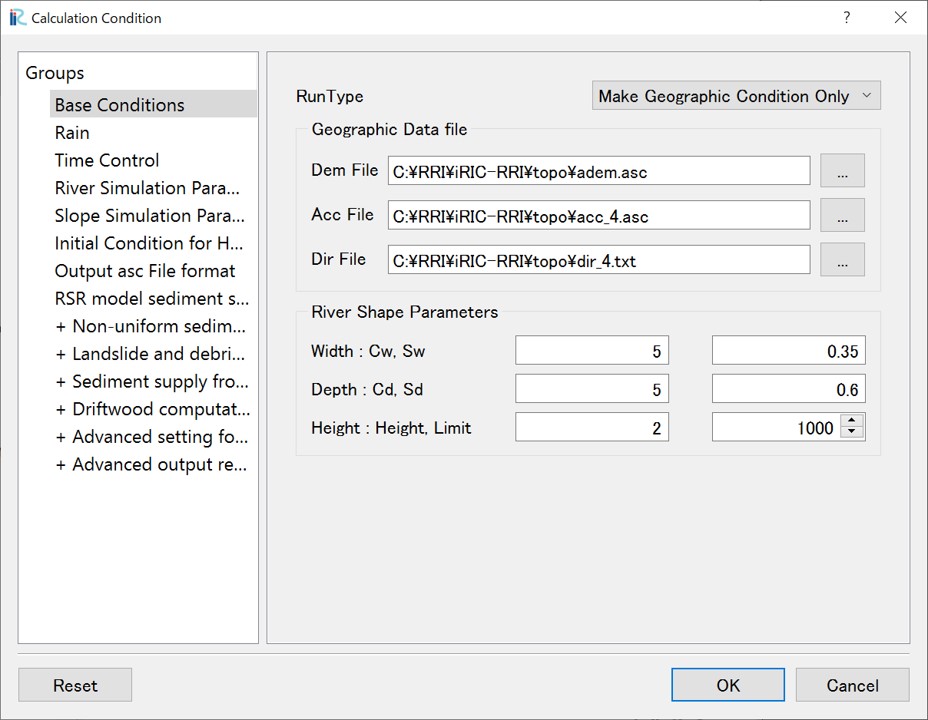 Calculation Condition
?
Groups
Base Conditions
Rain
Time Control
River Simulation Para...
Slope Simulation Para...
Initial Condition for H...
Output asc File format
RSR model sediment s...
+ Non-uniform sedim...
+ Landslide and debri...
+ Sediment supply fro...
+ Driftwood computat...
+ Advanced setting fo...
+ Advanced output re...
RunType Make Geographic Condition Only
Geographic Data file
Dem File C:¥RRI¥iRIC-RRI¥topo¥adem.asc ...
Acc File C:¥RRI¥iRIC-RRI¥topo¥acc_4.asc ...
Dir File C:¥RRI¥iRIC-RRI¥topo¥dir_4.txt ...
River Shape Parameters
Width : Cw, Sw 5 0.35
Depth : Cd, Sd 5 0.6
Height : Height, Limit 2 1000
Reset OK Cancel